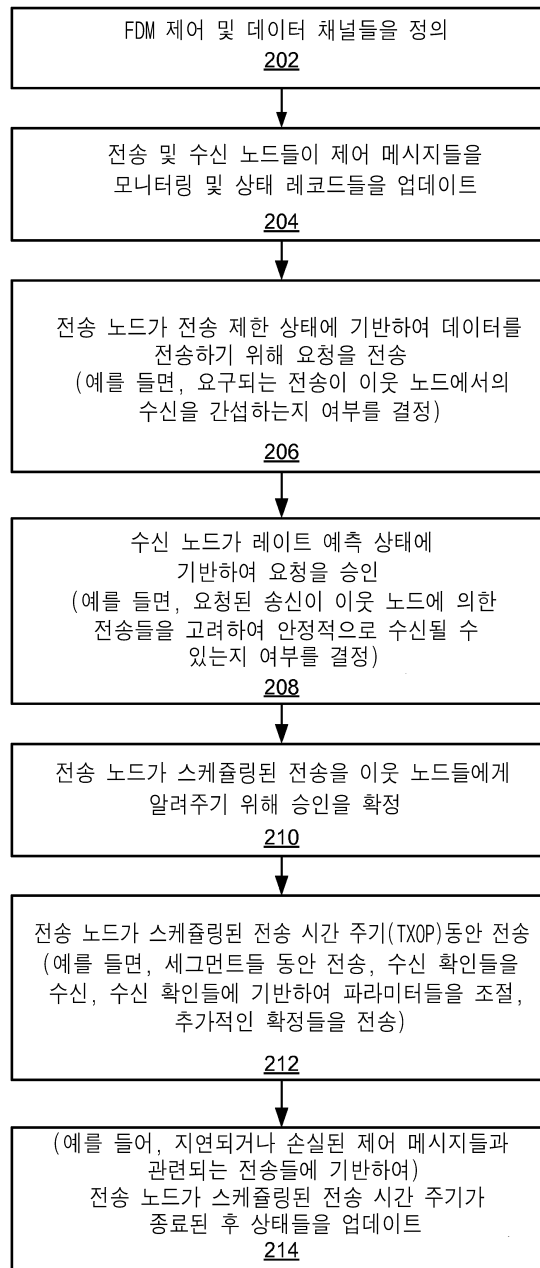 FDM 제어 및 데이터 채널들을 정의
202
전송 및 수신 노드들이 제어 메시지들을
모니터링 및 상태 레코드들을 업데이트
204
전송 노드가 전송 제한 상태에 기반하여 데이터를
전송하기 위해 요청을 전송
(예를 들면, 요구되는 전송이 이웃 노드에서의
수신을 간섭하는지 여부를 결정)
206
수신 노드가 레이트 예측 상태에
기반하여 요청을 승인
(예를 들면, 요청된 송신이 이웃 노드에 의한
전송들을 고려하여 안정적으로 수신될 수
있는지 여부를 결정)
208
전송 노드가 스케쥴링된 전송을 이웃 노드들에게
알려주기 위해 승인을 확정
210
전송 노드가 스케쥴링된 전송 시간 주기(TXOP)동안 전송
(예를 들면, 세그먼트들 동안 전송, 수신 확인들을
수신, 수신 확인들에 기반하여 파라미터들을 조절,
추가적인 확정들을 전송)
212
(예를 들어, 지연되거나 손실된 제어 메시지들과
관련되는 전송들에 기반하여)
전송 노드가 스케쥴링된 전송 시간 주기가
종료된 후 상태들을 업데이트
214